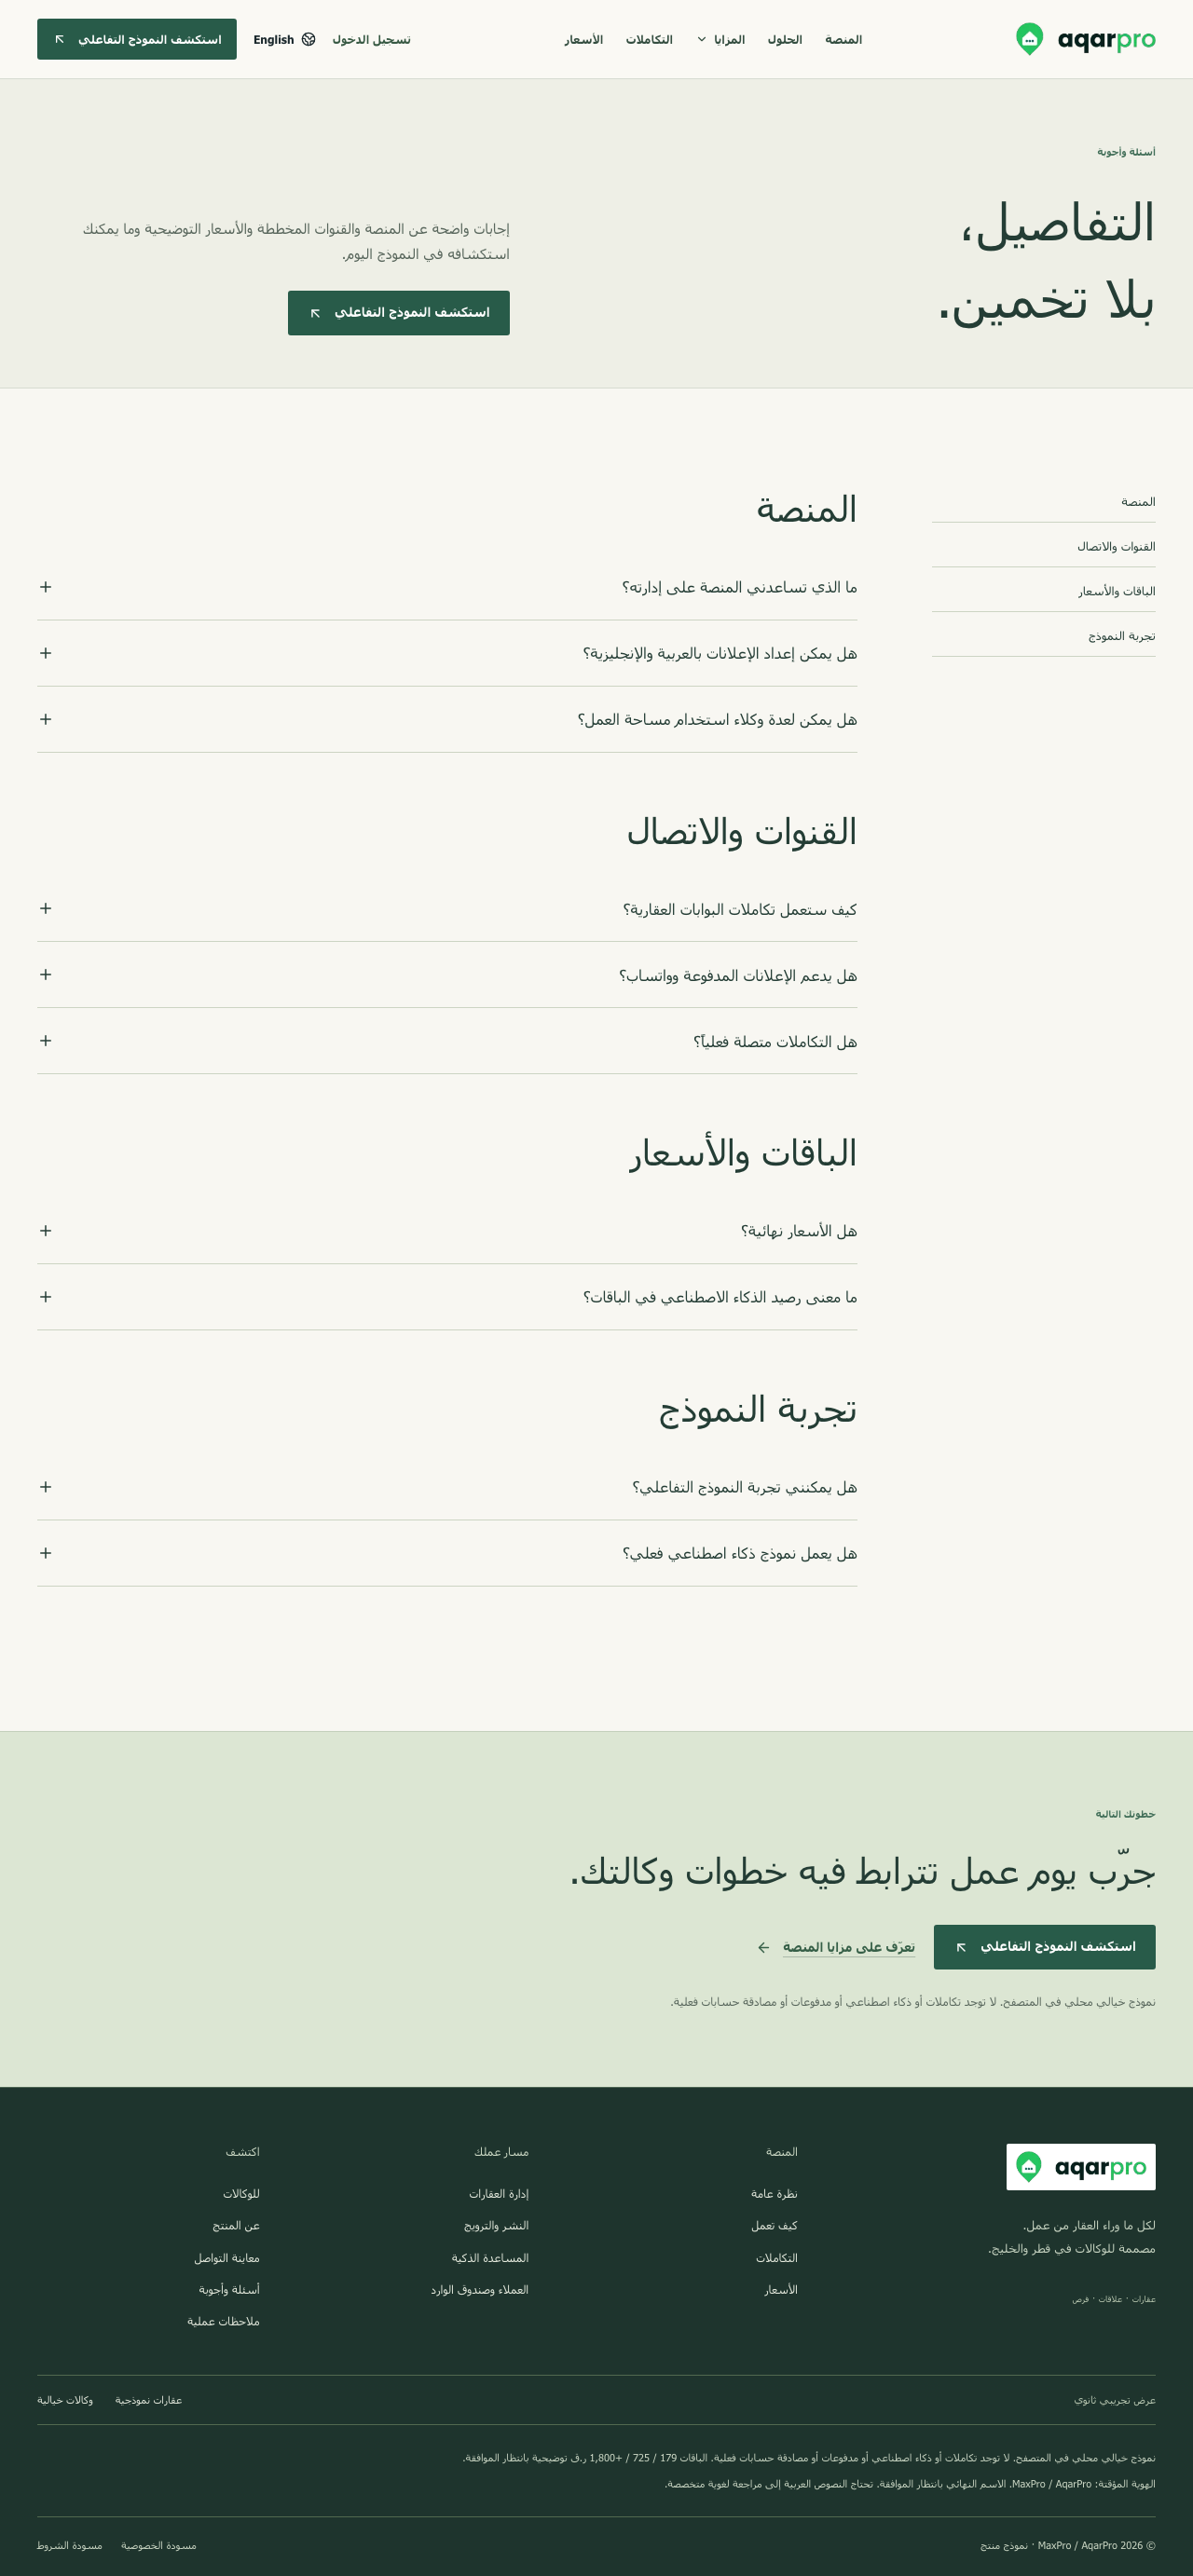 aqarpro
المنصة
الحلول
المزايا
التكاملات
الأسعار
تسجيل الدخول
English
استكشف النموذج التفاعلي
أسئلة وأجوبة
التفاصيل،
بلا تخمين.
إجابات واضحة عن المنصة والقنوات المخططة والأسعار التوضيحية وما يمكنك
استكشافه في النموذج اليوم.
استكشف النموذج التفاعلي
المنصة
القنوات والاتصال
الباقات والأسعار
تجربة النموذج
المنصة
ما الذي تساعدني المنصة على إدارته؟
هل يمكن إعداد الإعلانات بالعربية والإنجليزية؟
هل يمكن لعدة وكلاء استخدام مساحة العمل؟
القنوات والاتصال
كيف ستعمل تكاملات البوابات العقارية؟
هل يدعم الإعلانات المدفوعة وواتساب؟
هل التكاملات متصلة فعلياً؟
الباقات والأسعار
هل الأسعار نهائية؟
ما معنى رصيد الذكاء الاصطناعي في الباقات؟
تجربة النموذج
هل يمكنني تجربة النموذج التفاعلي؟
هل يعمل نموذج ذكاء اصطناعي فعلي؟
خطوتك التالية
جرّب يوم عمل تترابط فيه خطوات وكالتك.
استكشف النموذج التفاعلي
تعرّف على مزايا المنصة
نموذج خيالي محلي في المتصفح. لا توجد تكاملات أو ذكاء اصطناعي أو مدفوعات أو مصادقة حسابات فعلية.
aqarpro
لكل ما وراء العقار من عمل.
مصممة للوكالات في قطر والخليج.
عقارات · علاقات · فرص
المنصة
نظرة عامة
كيف تعمل
التكاملات
الأسعار
مسار عملك
إدارة العقارات
النشر والترويج
المساعدة الذكية
العملاء وصندوق الوارد
اكتشف
للوكالات
عن المنتج
معاينة التواصل
أسئلة وأجوبة
ملاحظات عملية
عرض تجريبي ثانوي
عقارات نموذجية
وكالات خيالية
نموذج خيالي محلي في المتصفح. لا توجد تكاملات أو ذكاء اصطناعي أو مدفوعات أو مصادقة حسابات فعلية. الباقات 179 / 725 / +1,800 ر.ق توضيحية بانتظار الموافقة.
الهوية المؤقتة: MaxPro / AqarPro. الاسم النهائي بانتظار الموافقة. تحتاج النصوص العربية إلى مراجعة لغوية متخصصة.
© 2026 MaxPro / AqarPro · نموذج منتج
مسودة الخصوصية
مسودة الشروط